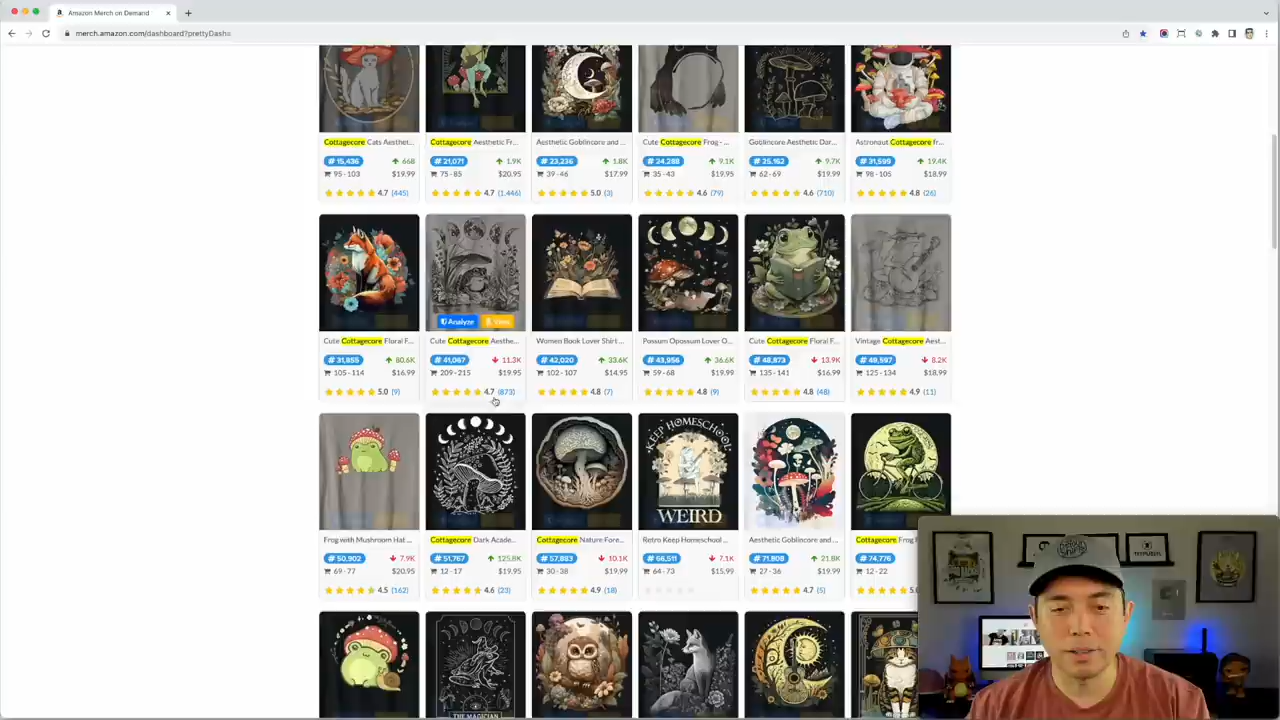 Amazon Merch on Demand
merch.amazon.com/dashboard?prettyDashs
Cottagecore Cats Aesthet...
Cottagecore Aesthetic Fr...
Aesthetic Goblincore and ...
Cute Cottagecore Frog - ...
Goblincore Aesthetic Dar...
Astronaut Cottagecore fr...
# 15,436 668
# 21,071 1.9K
# 23,236 1.8K
# 24,288 9.1K
# 25,162 9.7K
# 31,599 19.4K
95 - 103 $19.99
75 - 85 $20.95
39 - 46 $17.99
35 - 43 $19.95
62 - 69 $19.99
98 - 105 $18.99
4.7 (445)
4.7 (1,446)
5.0 (3)
4.6 (79)
4.6 (710)
4.8 (26)
Analyze
Cute Cottagecore Floral F...
Cute Cottagecore Aesthe...
Women Book Lover Shirt ...
Possum Opossum Lover O...
Cute Cottagecore Floral F...
Vintage Cottagecore Aest...
# 31,855 80.6K
# 41,067 11.3K
# 42,020 33.6K
# 43,956 36.6K
# 48,873 13.9K
# 49,597 8.2K
105 - 114 $16.99
209 - 215 $19.95
102 - 107 $14.95
59 - 68 $19.99
135 - 141 $16.99
125 - 134 $18.99
5.0 (9)
4.7 (873)
4.8 (7)
4.8 (9)
4.8 (48)
4.9 (11)
KEEP HOMESCHOOL
WEIRD
Frog with Mushroom Hat ...
Cottagecore Dark Acade...
Cottagecore Nature Fore...
Retro Keep Homeschool ...
Aesthetic Goblincore and ...
Cottagecore Frog
# 50,902 7.9K
# 51,767 125.8K
# 57,883 10.1K
# 66,511 7.1K
# 71,808 21.8K
# 74,776
69 - 77 $20.95
12 - 17 $19.95
30 - 38 $19.99
64 - 73 $15.99
27 - 36 $19.99
12 - 22
4.5 (162)
4.6 (23)
4.9 (18)
4.7 (5)
THE MAGICIAN